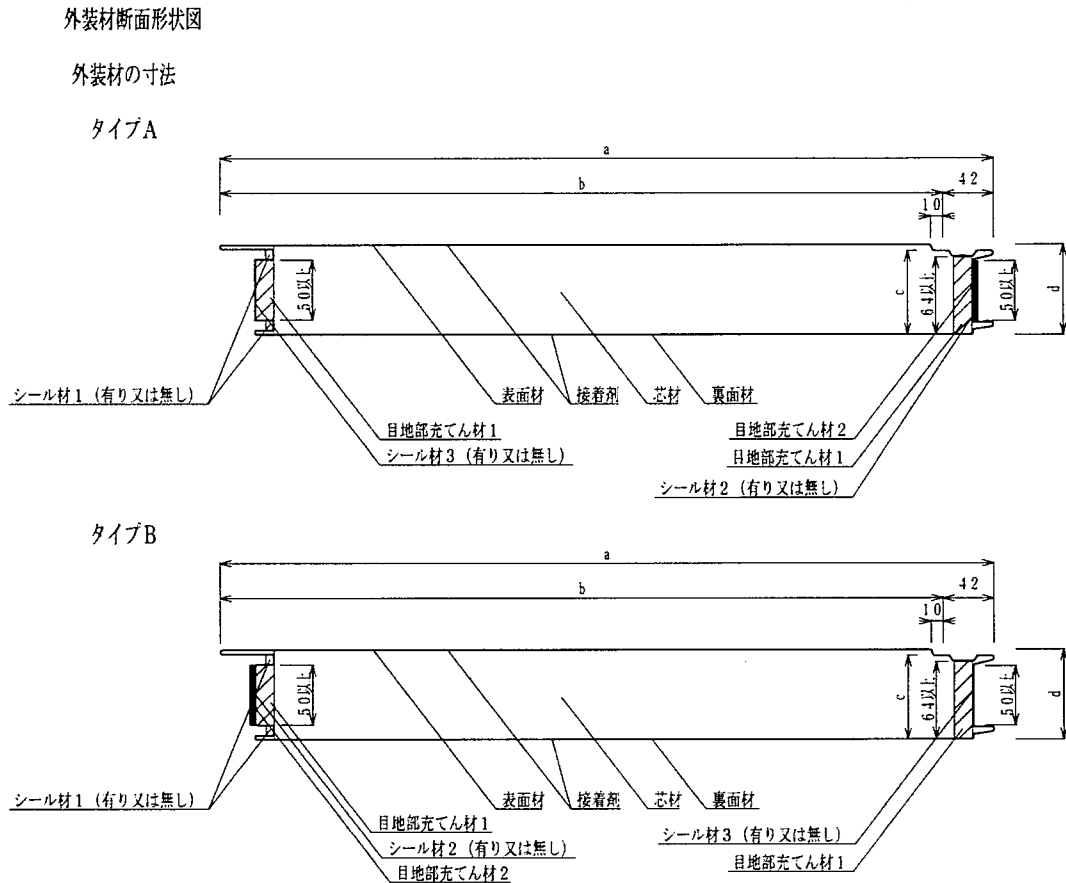 外装材断面形状図
外装材の寸法
タイプA
a
b
42
10
50以上
c
64以上
50以上
d
シール材1 (有り又は無し)
表面材
接着剤
芯材
裏面材
目地部充てん材1
シール材3 (有り又は無し)
目地部充てん材2
目地部充てん材1
シール材2 (有り又は無し)
タイプB
a
b
42
10
50以上
c
64以上
50以上
d
シール材1 (有り又は無し)
表面材
接着剤
芯材
裏面材
目地部充てん材1
シール材2 (有り又は無し)
目地部充てん材2
シール材3 (有り又は無し)
目地部充てん材1